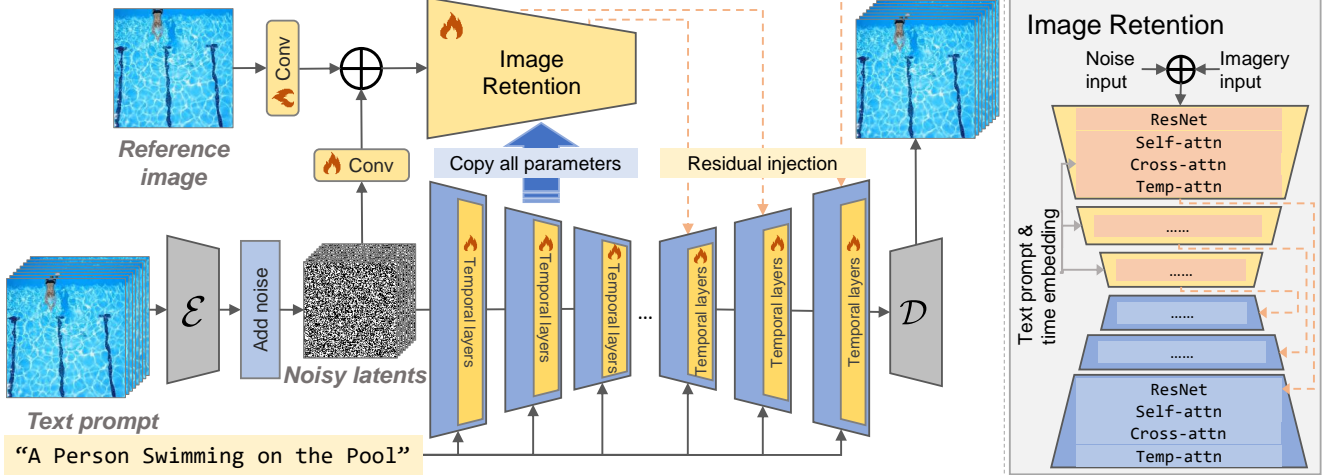 Reference
image
Conv
Conv
Image
Retention
Copy all parameters
Residual injection
Text prompt
"A Person Swimming on the Pool"
ℰ
Add noise
Noisy latents
Temporal layers
Temporal layers
Temporal layers
...
Temporal layers
Temporal layers
Temporal layers
𝒟
Image Retention
Noise
input
Imagery
input
ResNet
Self-attn
Cross-attn
Temp-attn
Text prompt &
time embedding
......
......
......
......
ResNet
Self-attn
Cross-attn
Temp-attn